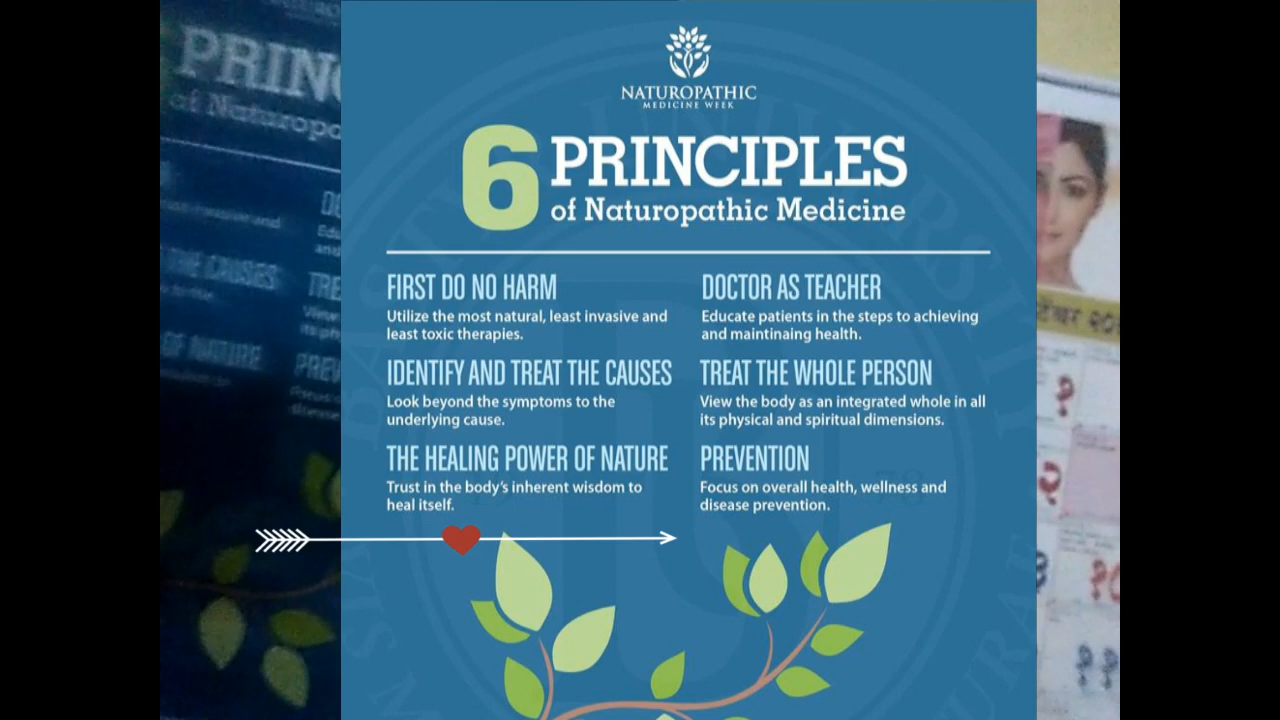 NATUROPATHIC
MEDICINE WEEK
6 PRINCIPLES
of Naturopathic Medicine
FIRST DO NO HARM
Utilize the most natural, least invasive and
least toxic therapies.
IDENTIFY AND TREAT THE CAUSES
Look beyond the symptoms to the
underlying cause.
THE HEALING POWER OF NATURE
Trust in the body's inherent wisdom to
heal itself.
DOCTOR AS TEACHER
Educate patients in the steps to achieving
and maintinaing health.
TREAT THE WHOLE PERSON
View the body as an integrated whole in all
its physical and spiritual dimensions.
PREVENTION
Focus on overall health, wellness and
disease prevention.